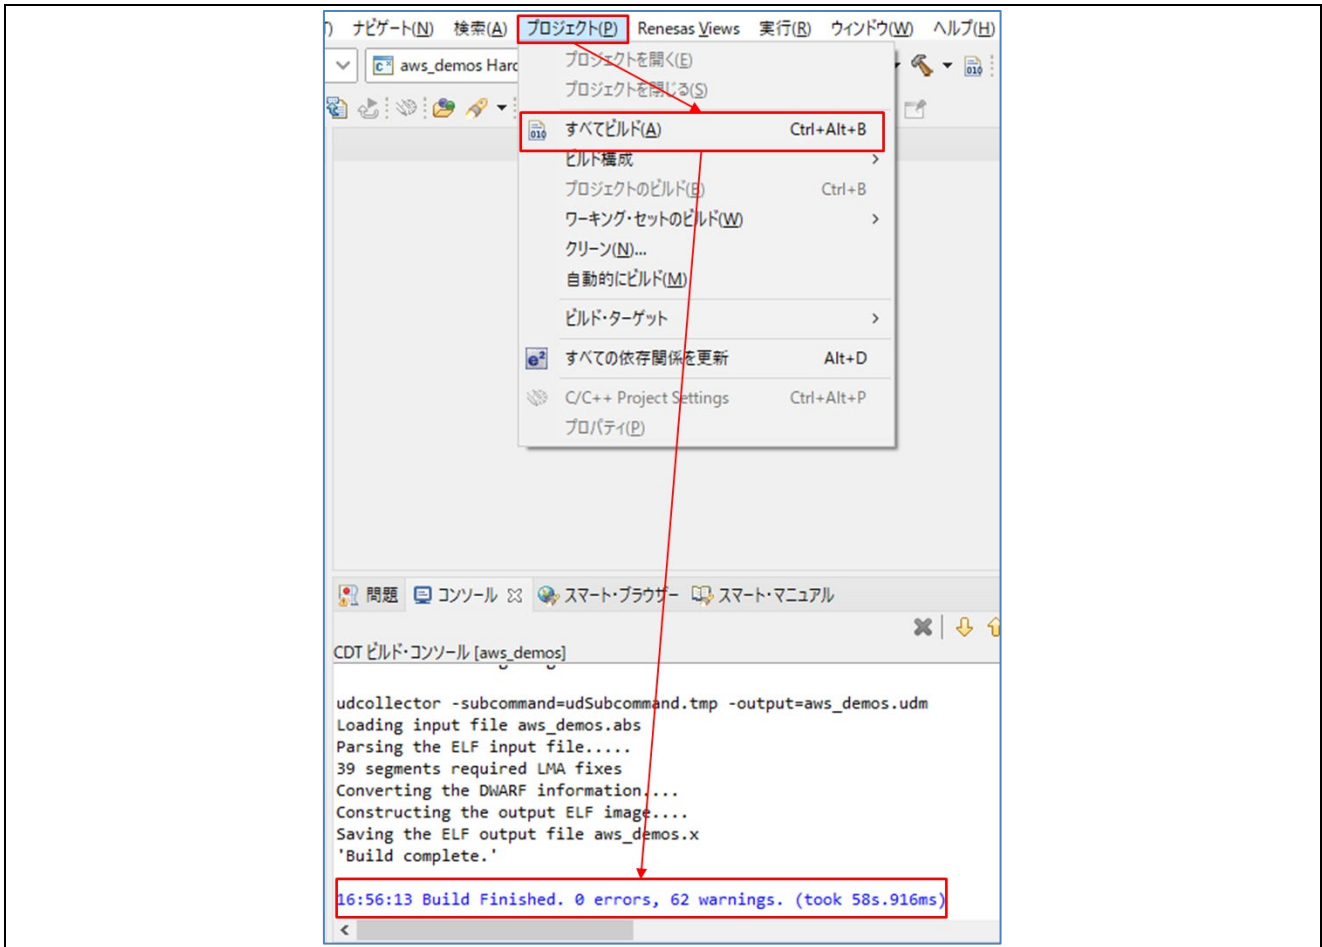 ナビゲート(N) 検索(A) プロジェクト(P) Renesas Views 実行(R) ウィンドウ(W) ヘルプ(H)
aws_demos Hard
プロジェクトを開く(E)
プロジェクトを閉じる(S)
すべてビルド(A) Ctrl+Alt+B
ビルド構成
プロジェクトのビルド(B) Ctrl+B
ワーキング・セットのビルド(W)
クリーン(N)...
自動的にビルド(M)
ビルド・ターゲット
すべての依存関係を更新 Alt+D
C/C++ Project Settings Ctrl+Alt+P
プロパティ(P)
問題 コンソール スマート・ブラウザー スマート・マニュアル
CDT ビルド・コンソール [aws_demos]
udcollector -subcommand=udSubcommand.tmp -output=aws_demos.udm
Loading input file aws_demos.abs
Parsing the ELF input file.....
39 segments required LMA fixes
Converting the DWARF information....
Constructing the output ELF image....
Saving the ELF output file aws_demos.x
'Build complete.'
16:56:13 Build Finished. 0 errors, 62 warnings. (took 58s.916ms)